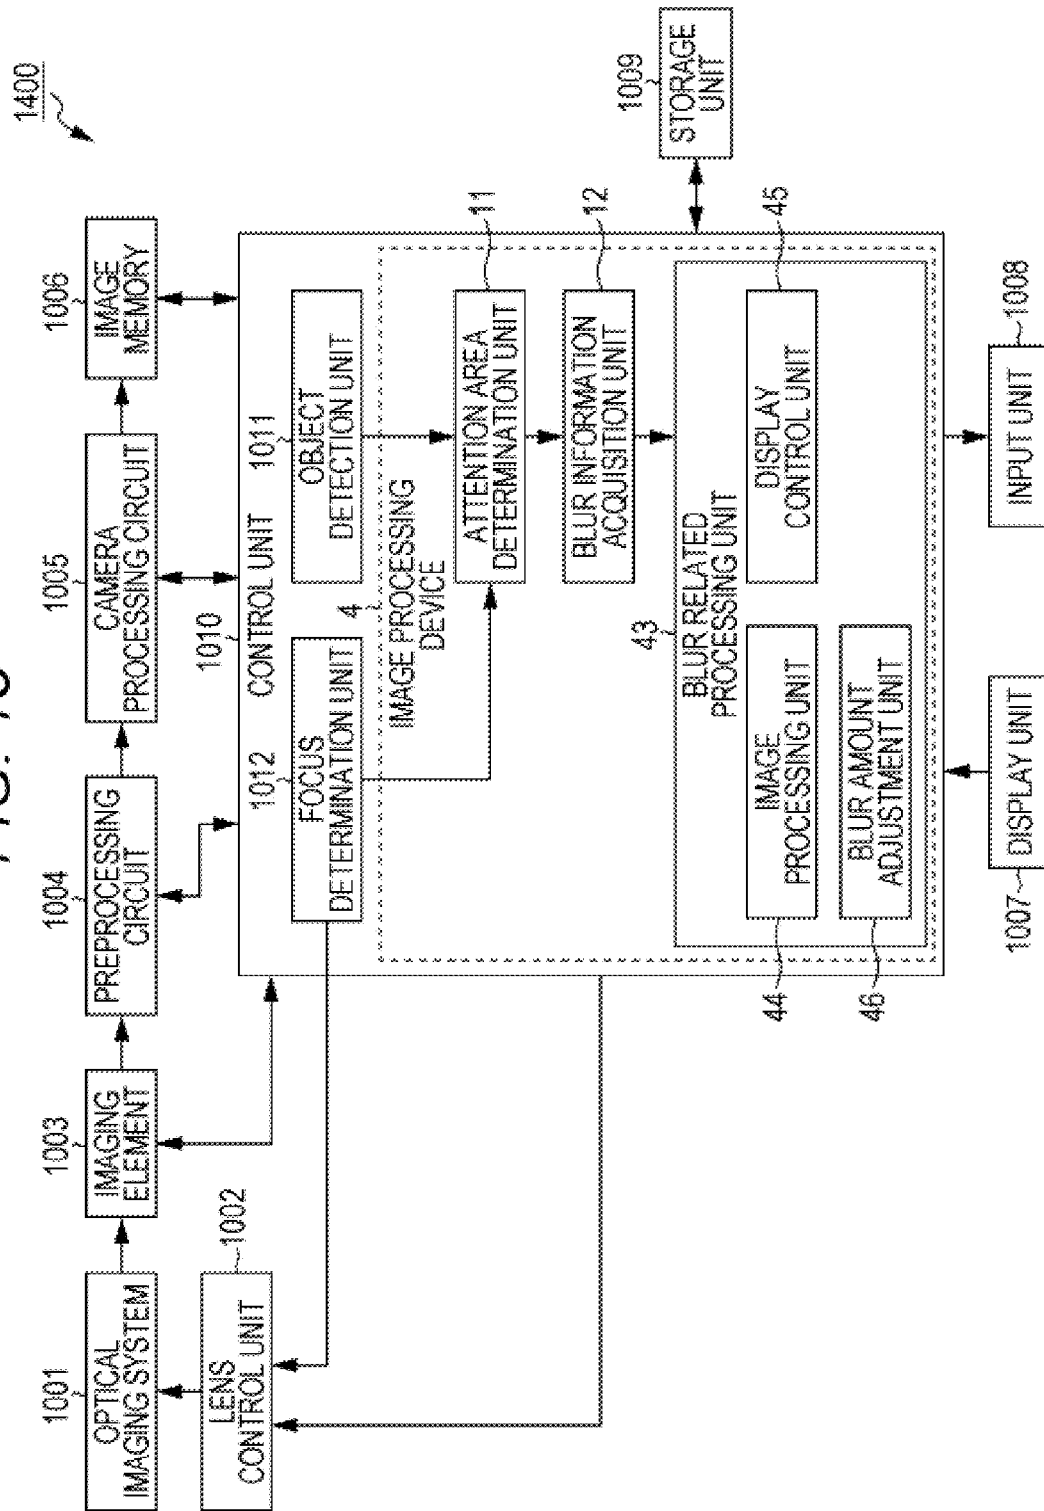 1400
1001
OPTICAL
IMAGING SYSTEM
1002
LENS
CONTROL UNIT
1003
IMAGING
ELEMENT
1004
PREPROCESSING
CIRCUIT
1005
CAMERA
PROCESSING CIRCUIT
1006
IMAGE
MEMORY
1010
CONTROL UNIT
1012
FOCUS
DETERMINATION UNIT
1011
OBJECT
DETECTION UNIT
4
IMAGE PROCESSING
DEVICE
11
ATTENTION AREA
DETERMINATION UNIT
12
BLUR INFORMATION
ACQUISITION UNIT
43
BLUR RELATED
PROCESSING UNIT
44
IMAGE
PROCESSING UNIT
45
DISPLAY
CONTROL UNIT
46
BLUR AMOUNT
ADJUSTMENT UNIT
1009
STORAGE
UNIT
1007
DISPLAY UNIT
1008
INPUT UNIT